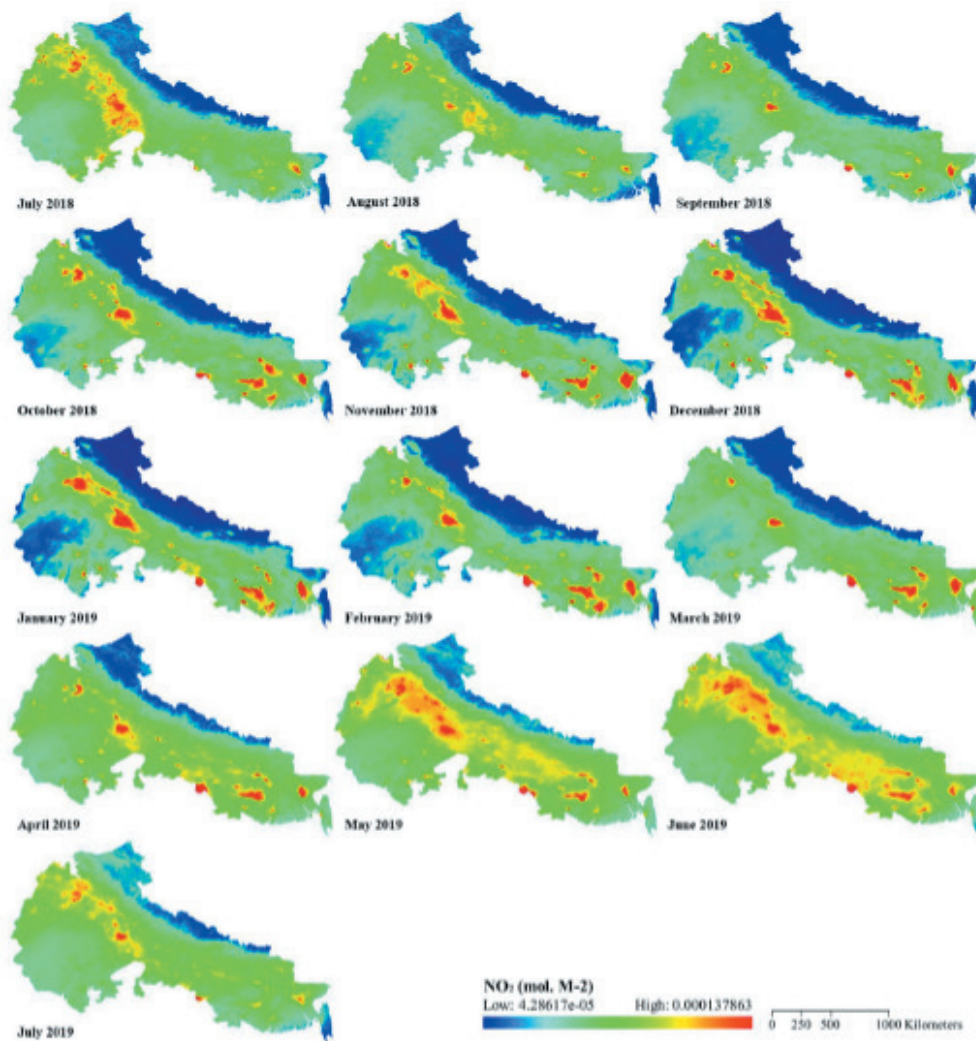 July 2018
August 2018
September 2018
October 2018
November 2018
December 2018
January 2019
February 2019
March 2019
April 2019
May 2019
June 2019
July 2019
NO₂ (mol. M-2)
Low: 4.28617e-05 High: 0.000137863
0 250 500 1000 Kilometers